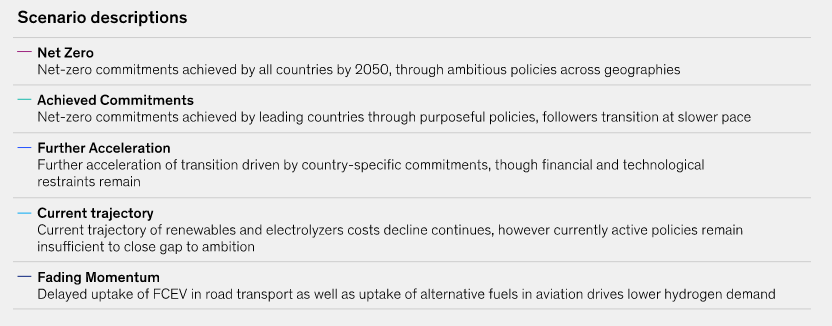 Scenario descriptions
Net Zero
Net-zero commitments achieved by all countries by 2050, through ambitious policies across geographies
Achieved Commitments
Net-zero commitments achieved by leading countries through purposeful policies, followers transition at slower pace
Further Acceleration
Further acceleration of transition driven by country-specific commitments, though financial and technological
restraints remain
Current trajectory
Current trajectory of renewables and electrolyzers costs decline continues, however currently active policies remain
insufficient to close gap to ambition
Fading Momentum
Delayed uptake of FCEV in road transport as well as uptake of alternative fuels in aviation drives lower hydrogen demand